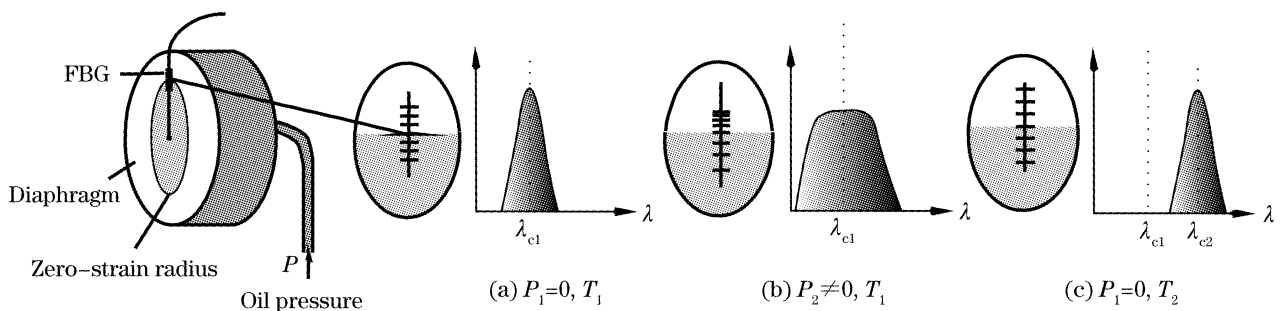 FBG
Diaphragm
Zero-strain radius
P
Oil pressure
λ
λc1
(a) P1=0, T1
λ
λc1
(b) P2≠0, T1
λ
λc1 λc2
(c) P1=0, T2